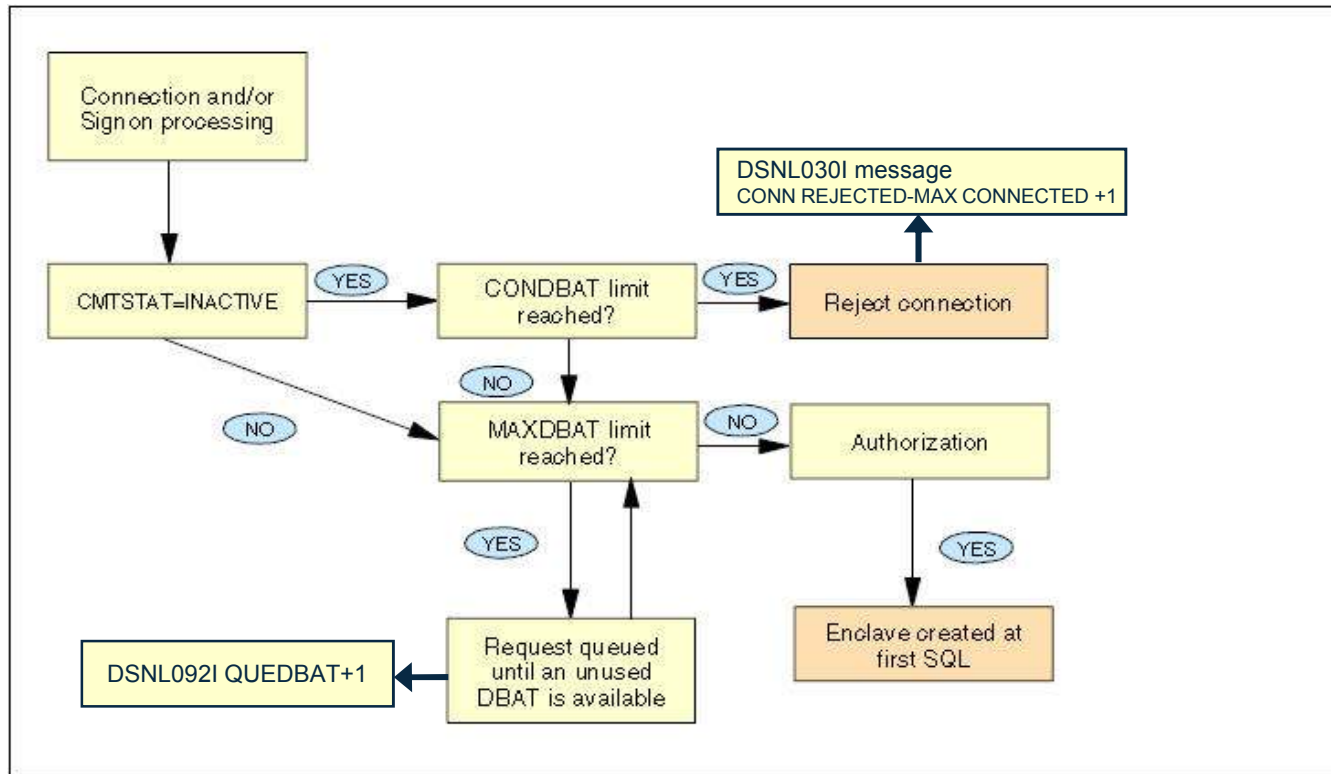 Connection and/or
Signon processing
DSNL030I message
CONN REJECTED-MAX CONNECTED +1
CMTSTAT=INACTIVE
YES
CONDBAT limit
reached?
YES
Reject connection
NO
NO
MAXDBAT limit
reached?
NO
Authorization
YES
YES
DSNL092I QUEDBAT+1
Request queued
until an unused
DBAT is available
Enclave created at
first SQL